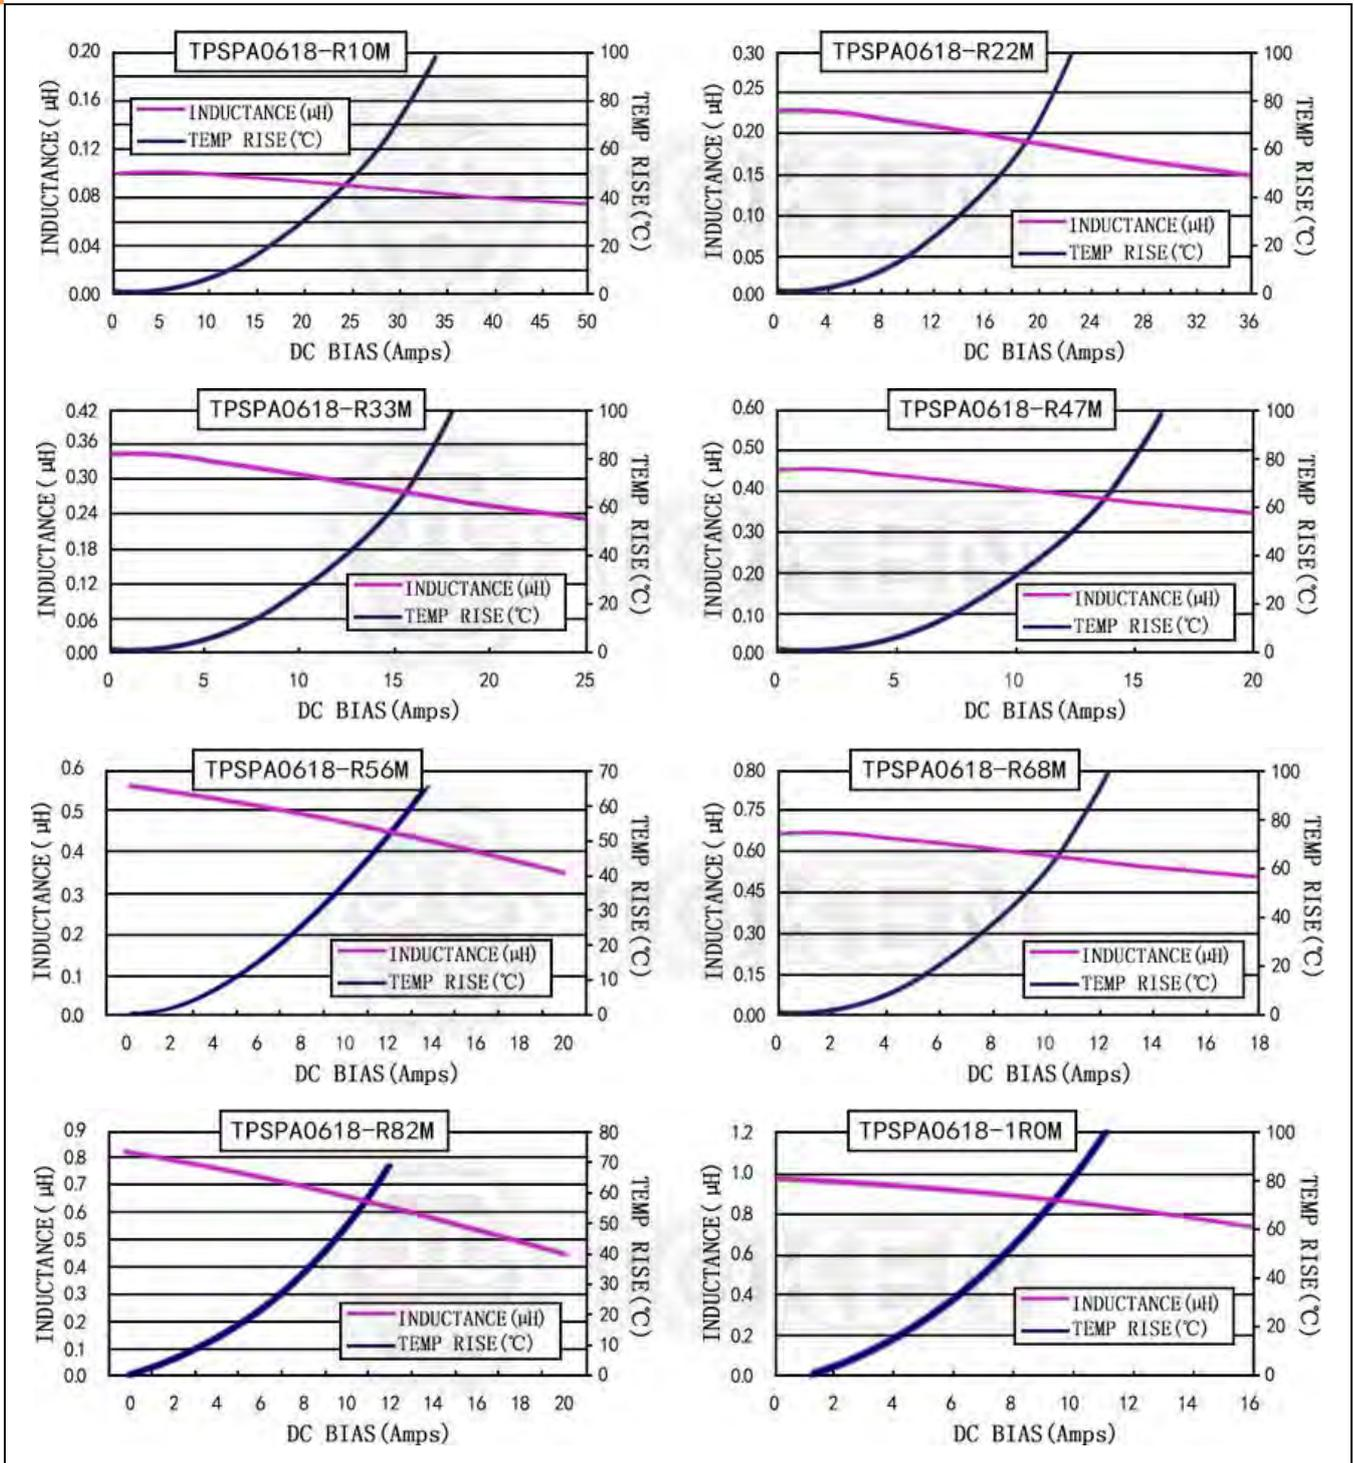 TPSPA0618-R10M
INDUCTANCE( μH)
0.20
0.16
0.12
0.08
0.04
0.00
INDUCTANCE(μH)
TEMP RISE(℃)
100
80
60
40
20
0
TEMP RISE(℃)
0 5 10 15 20 25 30 35 40 45 50
DC BIAS(Amps)
TPSPA0618-R22M
INDUCTANCE( μH)
0.30
0.25
0.20
0.15
0.10
0.05
0.00
INDUCTANCE(μH)
TEMP RISE(℃)
100
80
60
40
20
0
TEMP RISE(℃)
0 4 8 12 16 20 24 28 32 36
DC BIAS(Amps)
TPSPA0618-R33M
INDUCTANCE( μH)
0.42
0.36
0.30
0.24
0.18
0.12
0.06
0.00
INDUCTANCE(μH)
TEMP RISE(℃)
100
80
60
40
20
0
TEMP RISE(℃)
0 5 10 15 20 25
DC BIAS(Amps)
TPSPA0618-R47M
INDUCTANCE( μH)
0.60
0.50
0.40
0.30
0.20
0.10
0.00
INDUCTANCE(μH)
TEMP RISE(℃)
100
80
60
40
20
0
TEMP RISE(℃)
0 5 10 15 20
DC BIAS(Amps)
TPSPA0618-R56M
INDUCTANCE( μH)
0.6
0.5
0.4
0.3
0.2
0.1
0.0
INDUCTANCE(μH)
TEMP RISE(℃)
70
60
50
40
30
20
10
0
TEMP RISE(℃)
0 2 4 6 8 10 12 14 16 18 20
DC BIAS(Amps)
TPSPA0618-R68M
INDUCTANCE( μH)
0.80
0.75
0.60
0.45
0.30
0.15
0.00
INDUCTANCE(μH)
TEMP RISE(℃)
100
80
60
40
20
0
TEMP RISE(℃)
0 2 4 6 8 10 12 14 16 18
DC BIAS(Amps)
TPSPA0618-R82M
INDUCTANCE( μH)
0.9
0.8
0.7
0.6
0.5
0.4
0.3
0.2
0.1
0.0
INDUCTANCE(μH)
TEMP RISE(℃)
80
70
60
50
40
30
20
10
0
TEMP RISE(℃)
0 2 4 6 8 10 12 14 16 18 20
DC BIAS(Amps)
TPSPA0618-1R0M
INDUCTANCE( μH)
1.2
1.0
0.8
0.6
0.4
0.2
0.0
INDUCTANCE(μH)
TEMP RISE(℃)
100
80
60
40
20
0
TEMP RISE(℃)
0 2 4 6 8 10 12 14 16
DC BIAS(Amps)